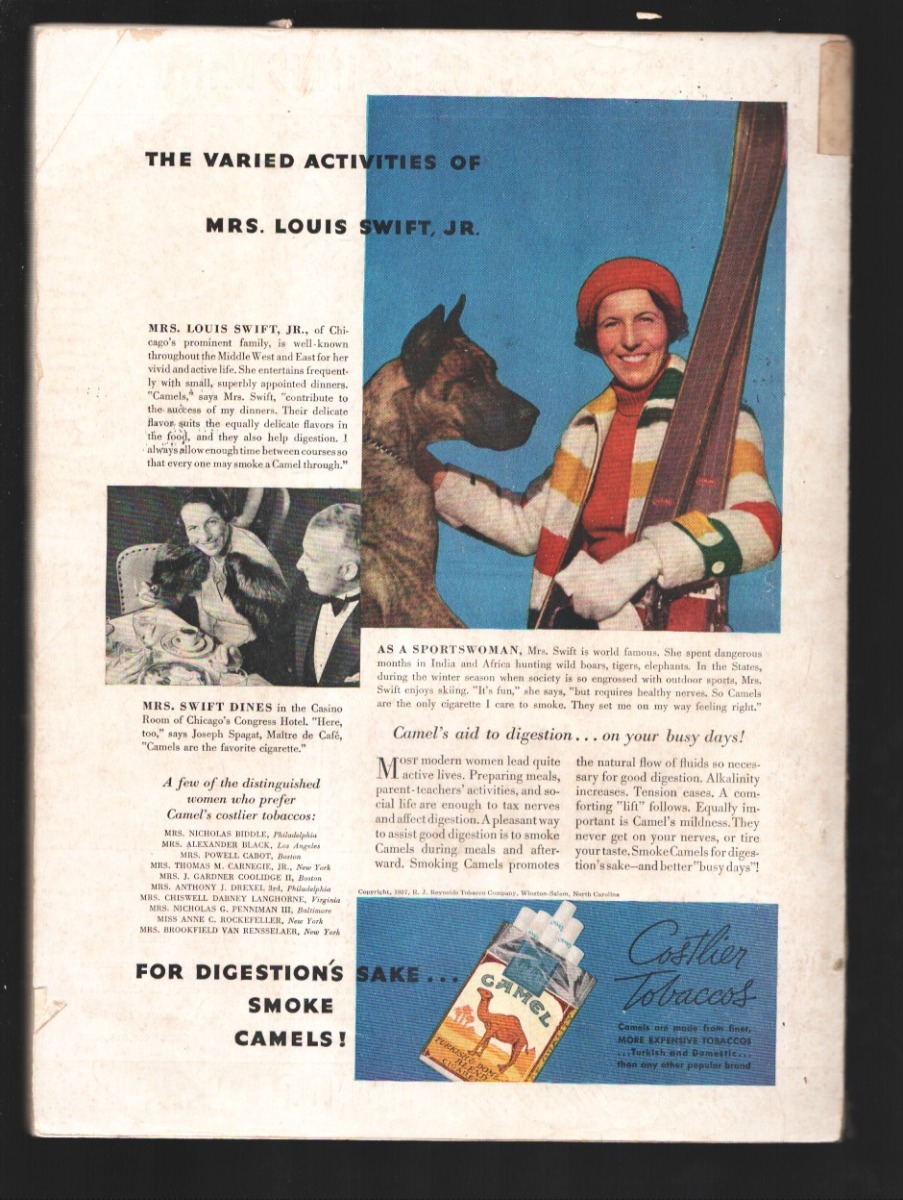 THE VARIED ACTIVITIES OF
MRS. LOUIS SWIFT, JR.
MRS. LOUIS SWIFT, JR., of Chi-
cago's prominent family, is well-known
throughout the Middle West and East for her
vivid and active life. She entertains frequent-
ly with small, superbly appointed dinners.
"Camels," says Mrs. Swift, "contribute to
the success of my dinners. Their delicate
flavor suits the equally delicate flavors in
the food, and they also help digestion. I
always allow enough time between courses so
that every one may smoke a Camel through."
MRS. SWIFT DINES in the Casino
Room of Chicago's Congress Hotel. "Here,
too," says Joseph Spagat, Maître de Café,
"Camels are the favorite cigarette."
A few of the distinguished
women who prefer
Camel's costlier tobaccos:
MRS. NICHOLAS BIDDLE, Philadelphia
MRS. ALEXANDER BLACK, Los Angeles
MRS. POWELL CABOT, Boston
MRS. THOMAS M. CARNEGIE, JR., New York
MRS. J. GARDNER COOLIDGE II, Boston
MRS. ANTHONY J. DREXEL 3rd, Philadelphia
MRS. CHISWELL DABNEY LANGHORNE, Virginia
MRS. NICHOLAS G. PENNIMAN III, Baltimore
MISS ANNE C. ROCKEFELLER, New York
MRS. BROOKFIELD VAN RENSSELAER, New York
AS A SPORTSWOMAN, Mrs. Swift is world famous. She spent dangerous
months in India and Africa hunting wild boars, tigers, elephants. In the States,
during the winter season when society is so engrossed with outdoor sports, Mrs.
Swift enjoys skiing. "It's fun," she says, "but requires healthy nerves. So Camels
are the only cigarette I care to smoke. They set me on my way feeling right."
Camel's aid to digestion...on your busy days!
MOST modern women lead quite
active lives. Preparing meals,
parent-teachers' activities, and so-
cial life are enough to tax nerves
and affect digestion. A pleasant way
to assist good digestion is to smoke
Camels during meals and after-
ward. Smoking Camels promotes
the natural flow of fluids so neces-
sary for good digestion. Alkalinity
increases. Tension eases. A com-
forting "lift" follows. Equally im-
portant is Camel's mildness. They
never get on your nerves, or tire
your taste. Smoke Camels for diges-
tion's sake—and better "busy days"!
Copyright, 1937, R. J. Reynolds Tobacco Company, Winston-Salem, North Carolina
FOR DIGESTION'S SAKE...
SMOKE
CAMELS!
CAMEL
TURKISH & DOMESTIC
BLEND
Costlier
Tobaccos
Camels are made from finer,
MORE EXPENSIVE TOBACCOS
...Turkish and Domestic...
than any other popular brand